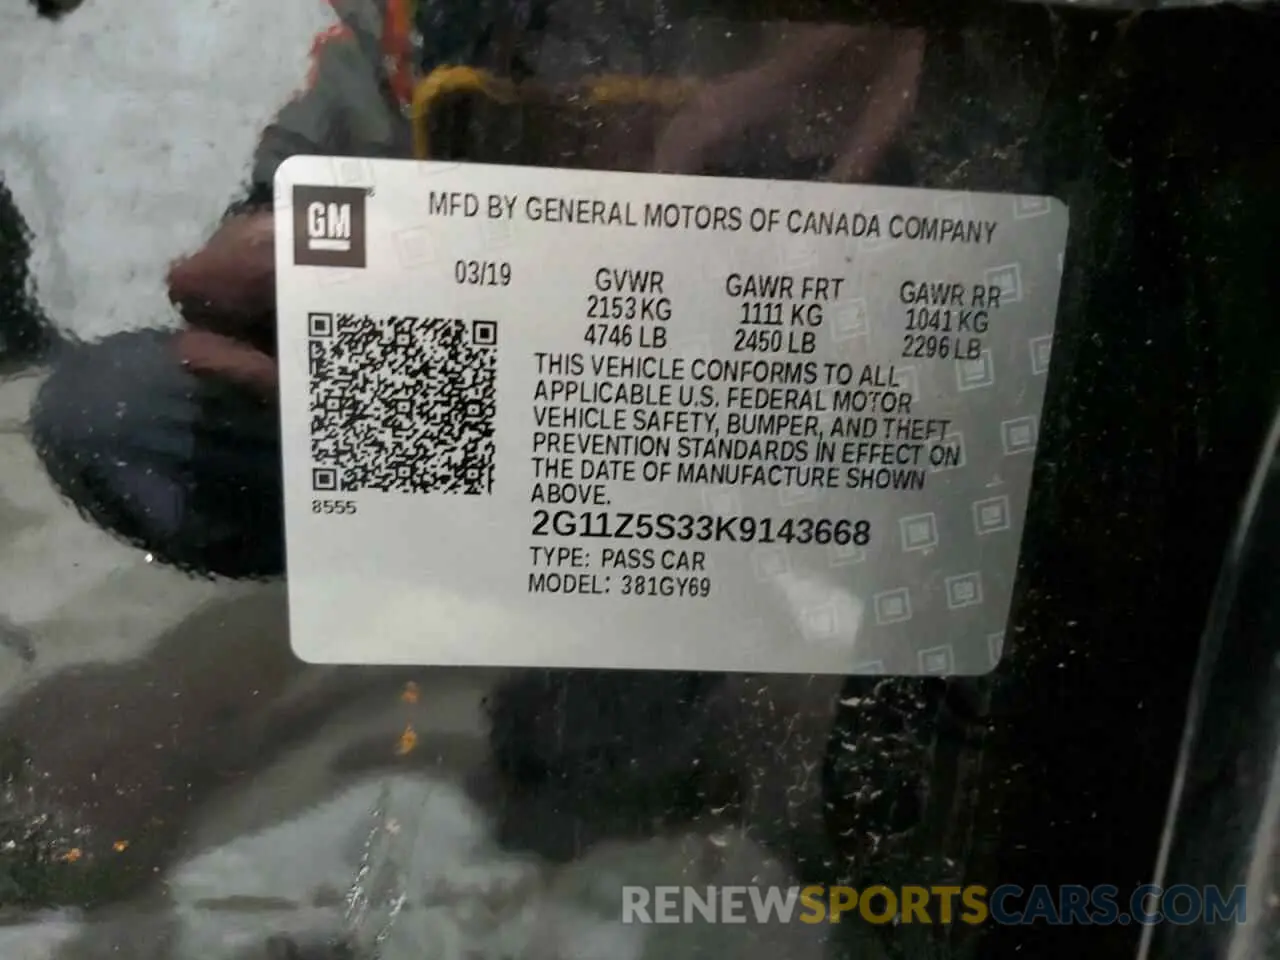 GM
MFD BY GENERAL MOTORS OF CANADA COMPANY
03/19
GVWR
2153 KG
4746 LB
GAWR FRT
1111 KG
2450 LB
GAWR RR
1041 KG
2296 LB
THIS VEHICLE CONFORMS TO ALL
APPLICABLE U.S. FEDERAL MOTOR
VEHICLE SAFETY, BUMPER, AND THEFT
PREVENTION STANDARDS IN EFFECT ON
THE DATE OF MANUFACTURE SHOWN
ABOVE.
8555
2G11Z5S33K9143668
TYPE: PASS CAR
MODEL: 381GY69
RENEWSPORTSCARS.COM